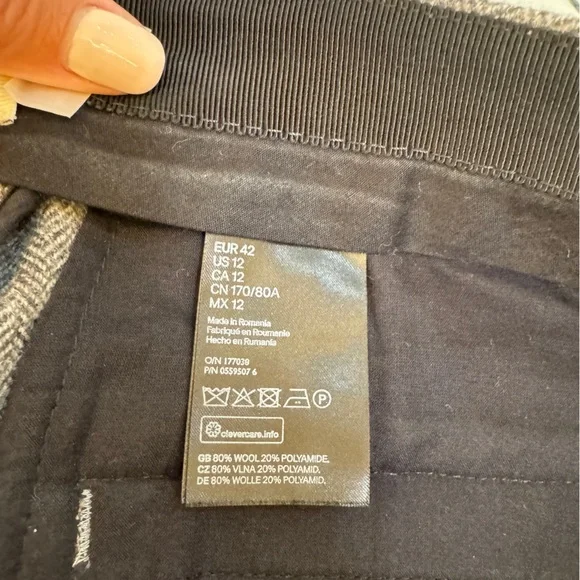 EUR 42
US 12
CA 12
CN 170/80A
MX 12
Made in Romania
Fabriqué en Roumanie
Hecho en Rumania
O/N 177038
P/N 0559507 6
P
clevercare.info
GB 80% WOOL 20% POLYAMIDE.
CZ 80% VLNA 20% POLYAMID.
DE 80% WOLLE 20% POLYAMID.